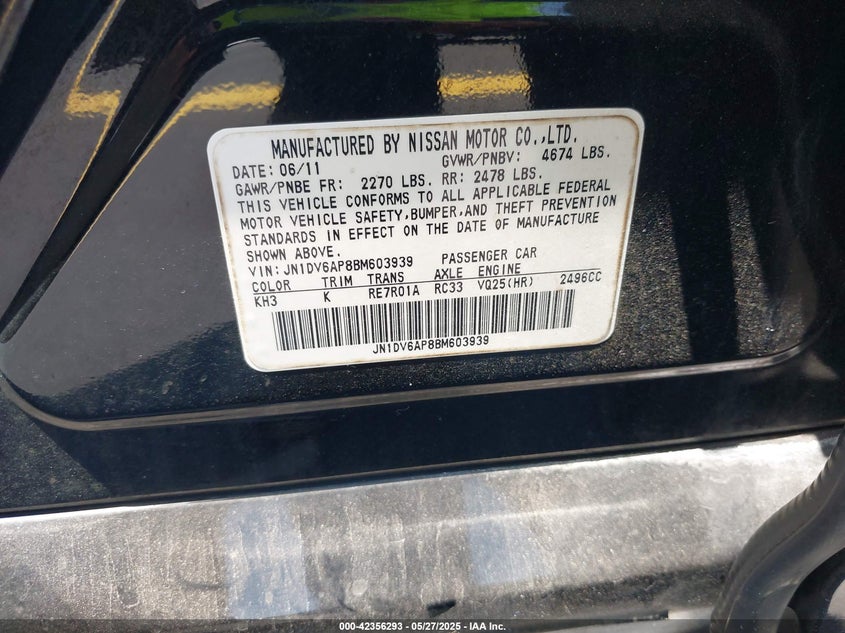 MANUFACTURED BY NISSAN MOTOR CO.,LTD.
DATE: 06/11 GVWR/PNBV: 4674 LBS.
GAWR/PNBE FR: 2270 LBS. RR: 2478 LBS.
THIS VEHICLE CONFORMS TO ALL APPLICABLE FEDERAL
MOTOR VEHICLE SAFETY,BUMPER,AND THEFT PREVENTION
STANDARDS IN EFFECT ON THE DATE OF MANUFACTURE
SHOWN ABOVE.
VIN: JN1DV6AP8BM603939 PASSENGER CAR
COLOR TRIM TRANS AXLE ENGINE
KH3 K RE7R01A RC33 VQ25(HR) 2496CC
JN1DV6AP8BM603939
000-42356293 - 05/27/2025 - IAA Inc.